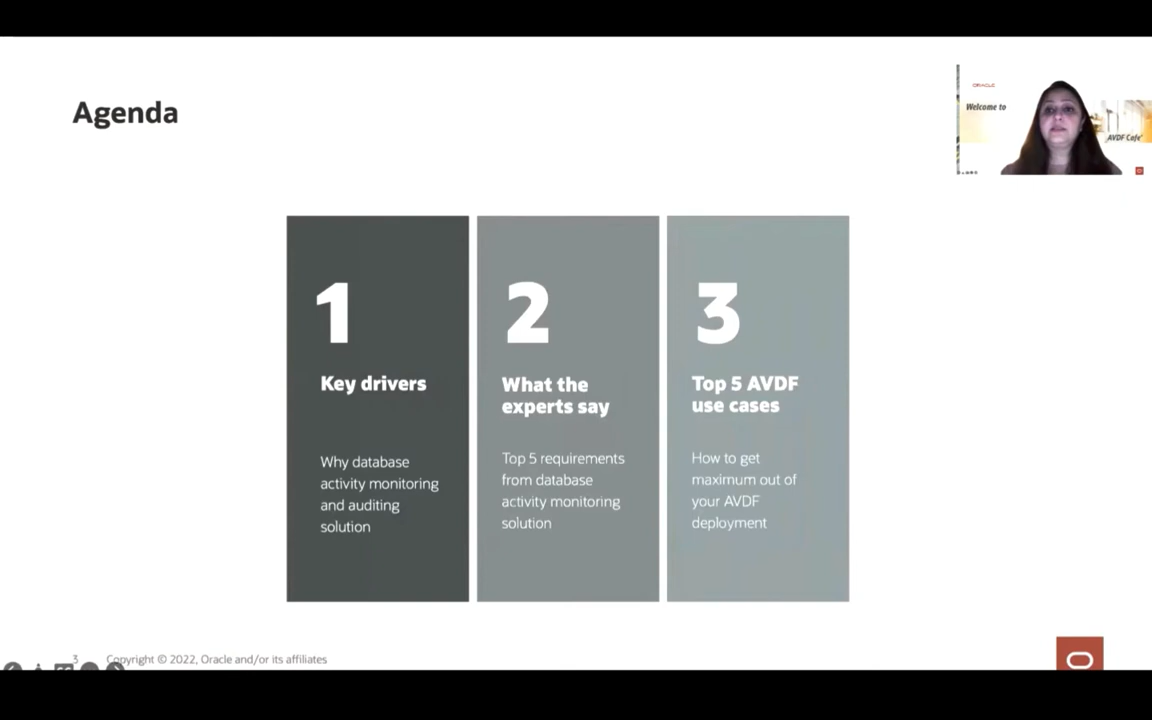 Agenda
ORACLE
Welcome to
AVDF Cafe'
1
Key drivers
Why database
activity monitoring
and auditing
solution
2
What the
experts say
Top 5 requirements
from database
activity monitoring
solution
3
Top 5 AVDF
use cases
How to get
maximum out of
your AVDF
deployment
3
Copyright © 2022, Oracle and/or its affiliates